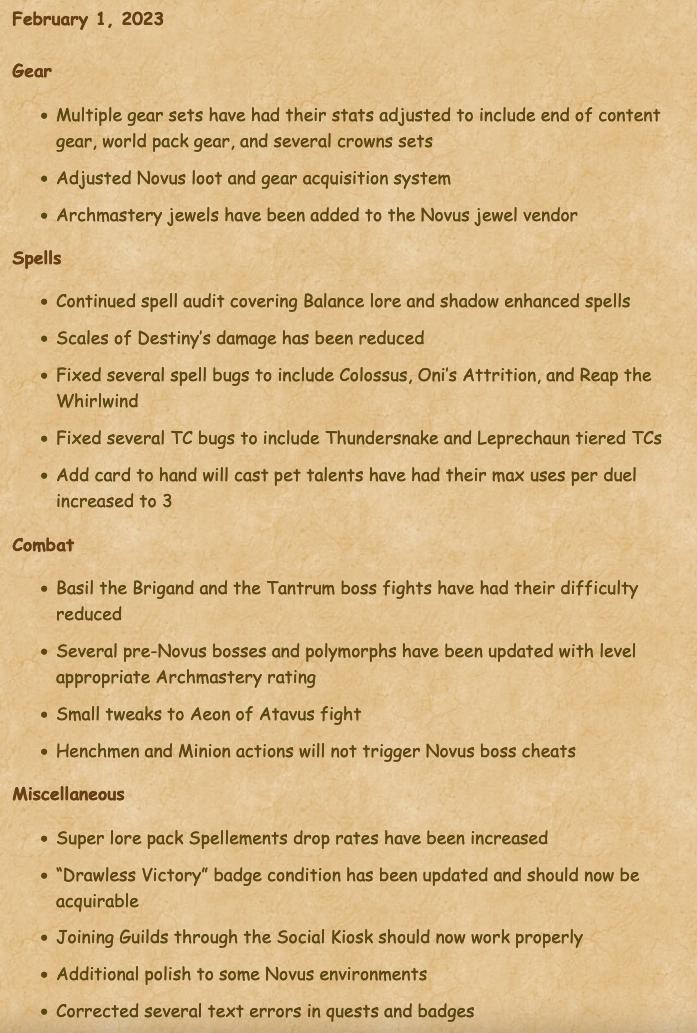 February 1, 2023
Gear
• Multiple gear sets have had their stats adjusted to include end of content
gear, world pack gear, and several crowns sets
• Adjusted Novus loot and gear acquisition system
• Archmastery jewels have been added to the Novus jewel vendor
Spells
• Continued spell audit covering Balance lore and shadow enhanced spells
• Scales of Destiny's damage has been reduced
• Fixed several spell bugs to include Colossus, Oni's Attrition, and Reap the
Whirlwind
• Fixed several TC bugs to include Thundersnake and Leprechaun tiered TCs
• Add card to hand will cast pet talents have had their max uses per duel
increased to 3
Combat
• Basil the Brigand and the Tantrum boss fights have had their difficulty
reduced
• Several pre-Novus bosses and polymorphs have been updated with level
appropriate Archmastery rating
• Small tweaks to Aeon of Atavus fight
• Henchmen and Minion actions will not trigger Novus boss cheats
Miscellaneous
• Super lore pack Spellements drop rates have been increased
• “Drawless Victory” badge condition has been updated and should now be
acquirable
• Joining Guilds through the Social Kiosk should now work properly
• Additional polish to some Novus environments
• Corrected several text errors in quests and badges